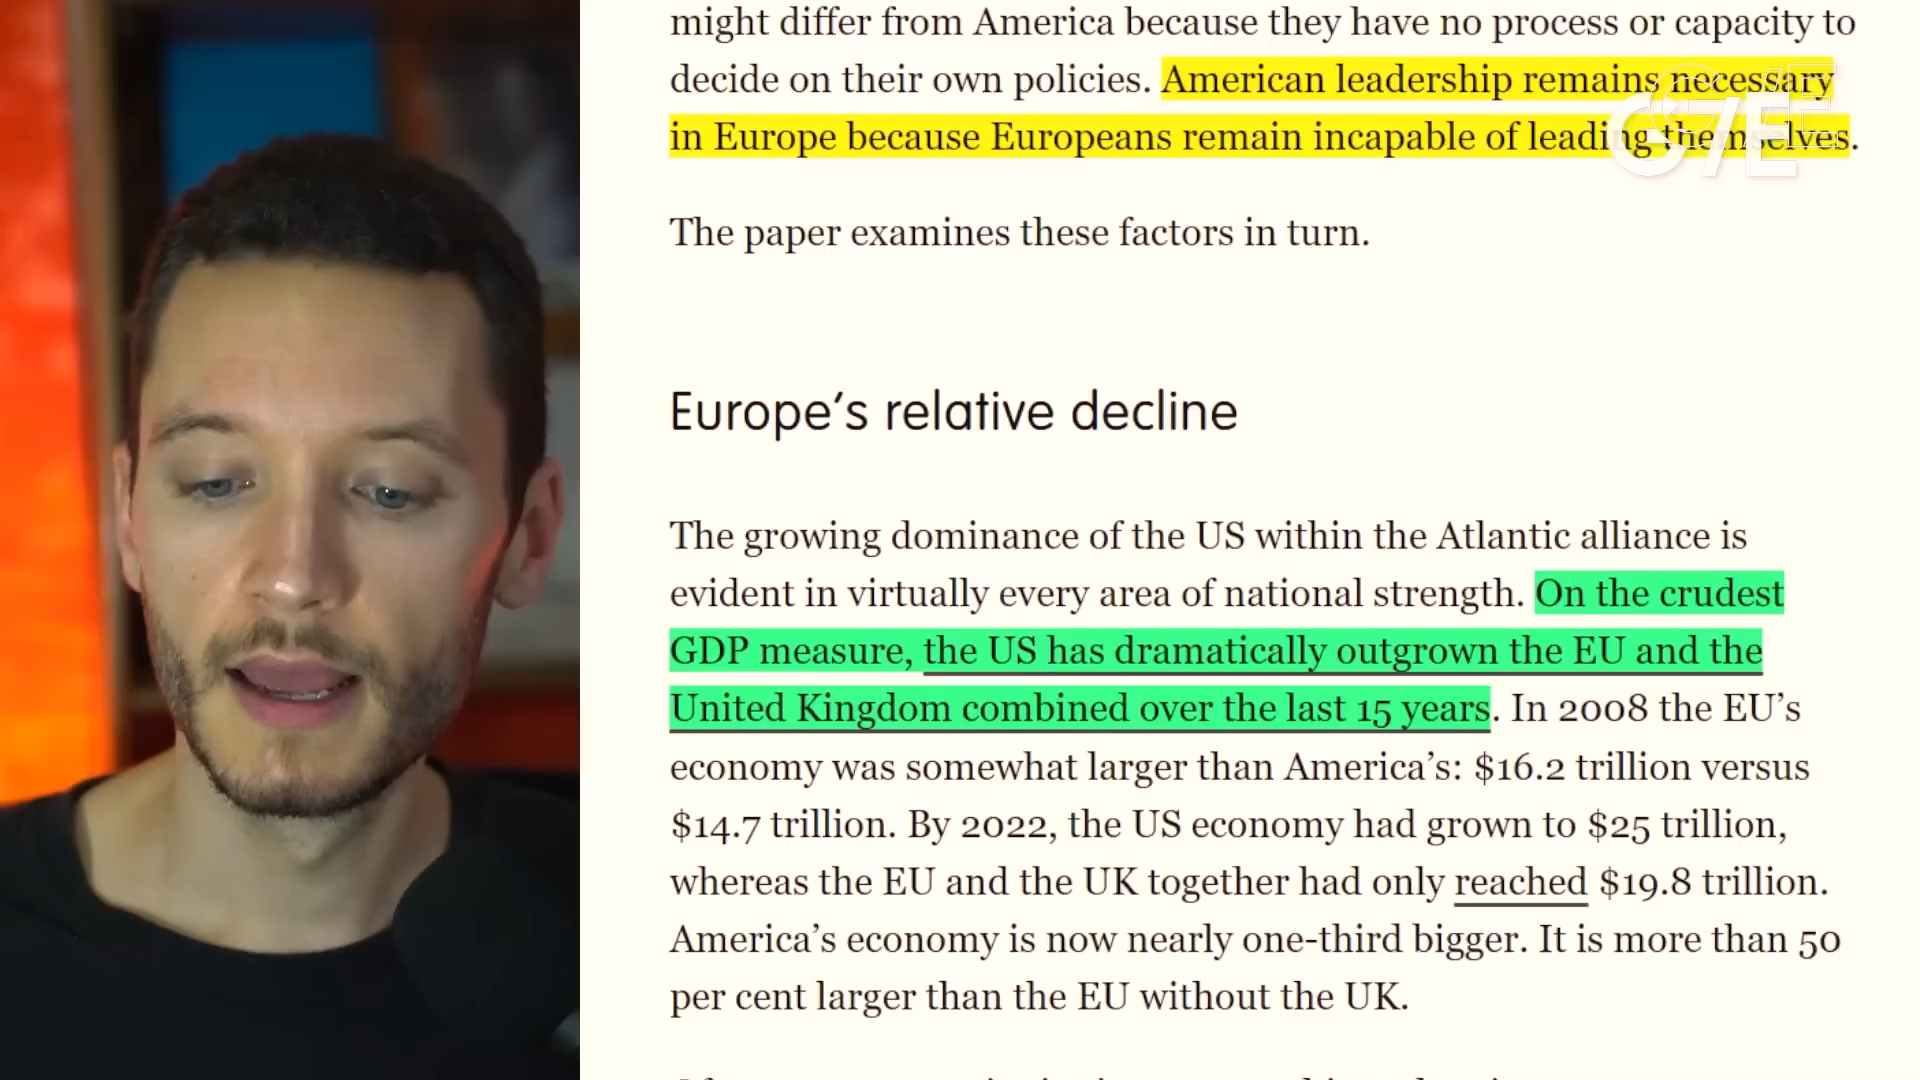 might differ from America because they have no process or capacity to
decide on their own policies. American leadership remains necessary
in Europe because Europeans remain incapable of leading themselves.
The paper examines these factors in turn.
Europe’s relative decline
The growing dominance of the US within the Atlantic alliance is
evident in virtually every area of national strength. On the crudest
GDP measure, the US has dramatically outgrown the EU and the
United Kingdom combined over the last 15 years. In 2008 the EU’s
economy was somewhat larger than America’s: $16.2 trillion versus
$14.7 trillion. By 2022, the US economy had grown to $25 trillion,
whereas the EU and the UK together had only reached $19.8 trillion.
America’s economy is now nearly one-third bigger. It is more than 50
per cent larger than the EU without the UK.